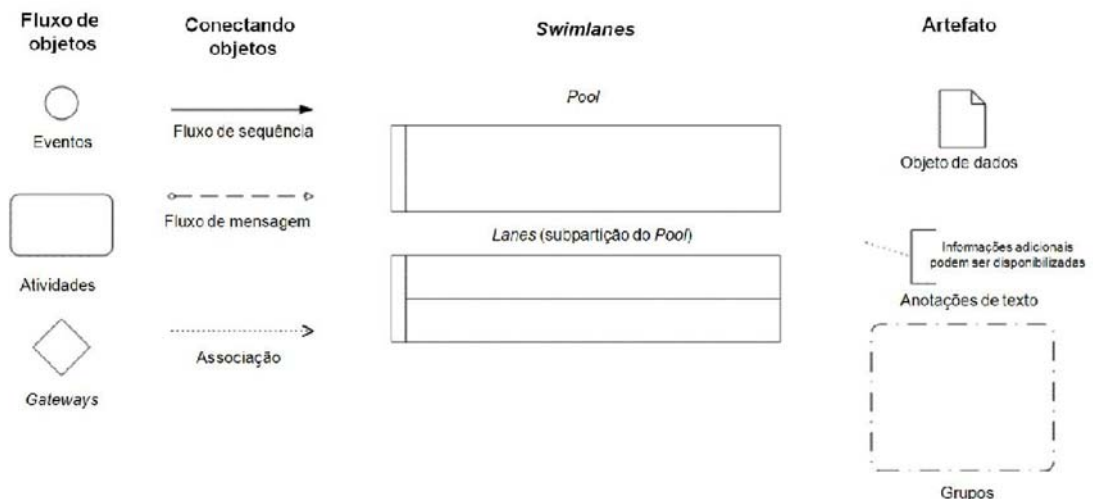 Fluxo de
objetos
Eventos
Atividades
Gateways
Conectando
objetos
Fluxo de sequência
Fluxo de mensagem
Associação
Swimlanes
Pool
Lanes (subpartição do Pool)
Artefato
Objeto de dados
Informações adicionais
podem ser disponibilizadas
Anotações de texto
Grupos